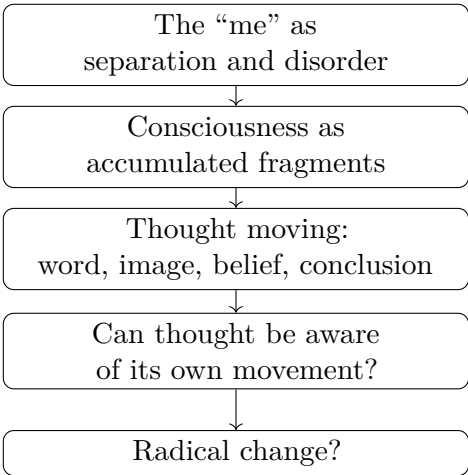 The “me” as
separation and disorder
Consciousness as
accumulated fragments
Thought moving:
word, image, belief, conclusion
Can thought be aware
of its own movement?
Radical change?